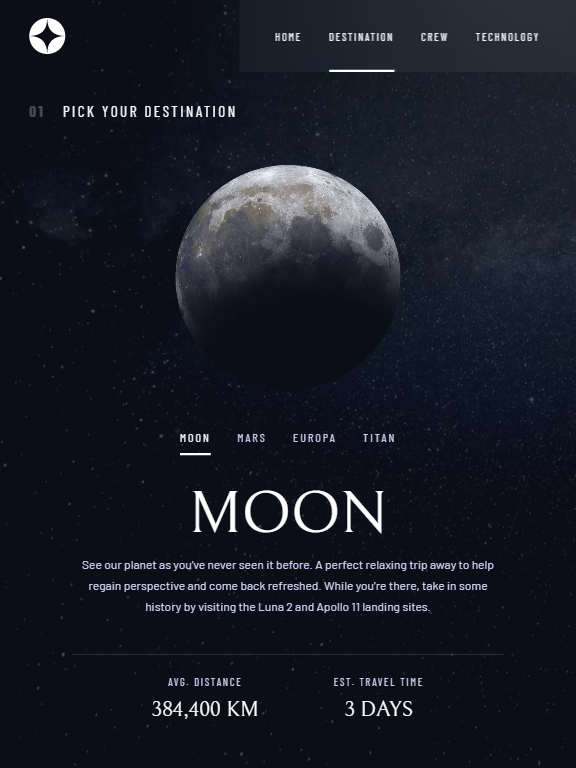 HOME DESTINATION CREW TECHNOLOGY
01 PICK YOUR DESTINATION
MOON MARS EUROPA TITAN
MOON
See our planet as you’ve never seen it before. A perfect relaxing trip away to help
regain perspective and come back refreshed. While you’re there, take in some
history by visiting the Luna 2 and Apollo 11 landing sites.
AVG. DISTANCE EST. TRAVEL TIME
384,400 KM 3 DAYS